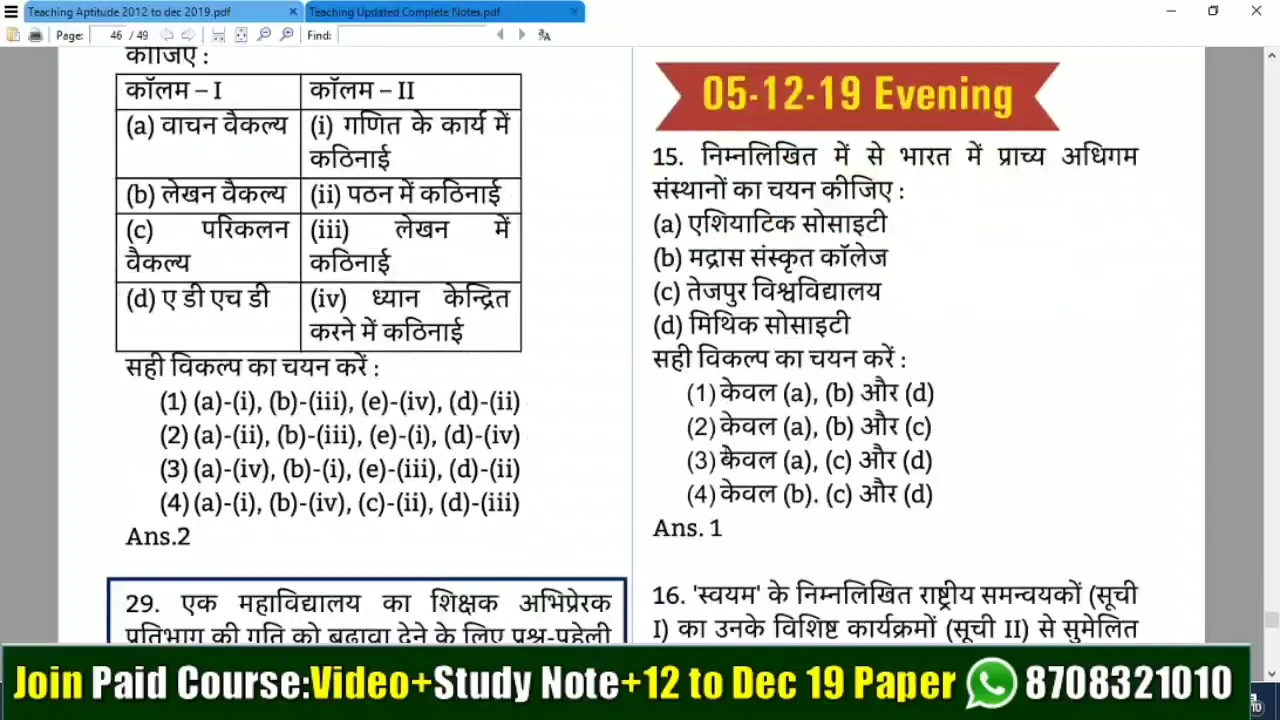 Teaching Aptitude 2012 to dec 2019.pdf
Teaching Updated Complete Notes.pdf
Page: 46 / 49
Find:
कीजिए :
कॉलम – I कॉलम – II
(a) वाचन वैकल्य (i) गणित के कार्य में
कठिनाई
(b) लेखन वैकल्य (ii) पठन में कठिनाई
(c) परिकलन (iii) लेखन में
वैकल्य कठिनाई
(d) ए डी एच डी (iv) ध्यान केन्द्रित
करने में कठिनाई
सही विकल्प का चयन करें :
(1) (a)-(i), (b)-(iii), (e)-(iv), (d)-(ii)
(2) (a)-(ii), (b)-(iii), (e)-(i), (d)-(iv)
(3) (a)-(iv), (b)-(i), (e)-(iii), (d)-(ii)
(4) (a)-(i), (b)-(iv), (c)-(ii), (d)-(iii)
Ans.2
29. एक महाविद्यालय का शिक्षक अभिप्रेरक
प्रतिभाग की गति को बढ़ावा देने के लिए प्रश्न-पहेली
05-12-19 Evening
15. निम्नलिखित में से भारत में प्राच्य अधिगम
संस्थानों का चयन कीजिए :
(a) एशियाटिक सोसाइटी
(b) मद्रास संस्कृत कॉलेज
(c) तेजपुर विश्वविद्यालय
(d) मिथिक सोसाइटी
सही विकल्प का चयन करें :
(1) केवल (a), (b) और (d)
(2) केवल (a), (b) और (c)
(3) केवल (a), (c) और (d)
(4) केवल (b). (c) और (d)
Ans. 1
16. 'स्वयम' के निम्नलिखित राष्ट्रीय समन्वयकों (सूची
I) का उनके विशिष्ट कार्यक्रमों (सूची II) से सुमेलित
Join Paid Course:Video+Study Note+12 to Dec 19 Paper 8708321010